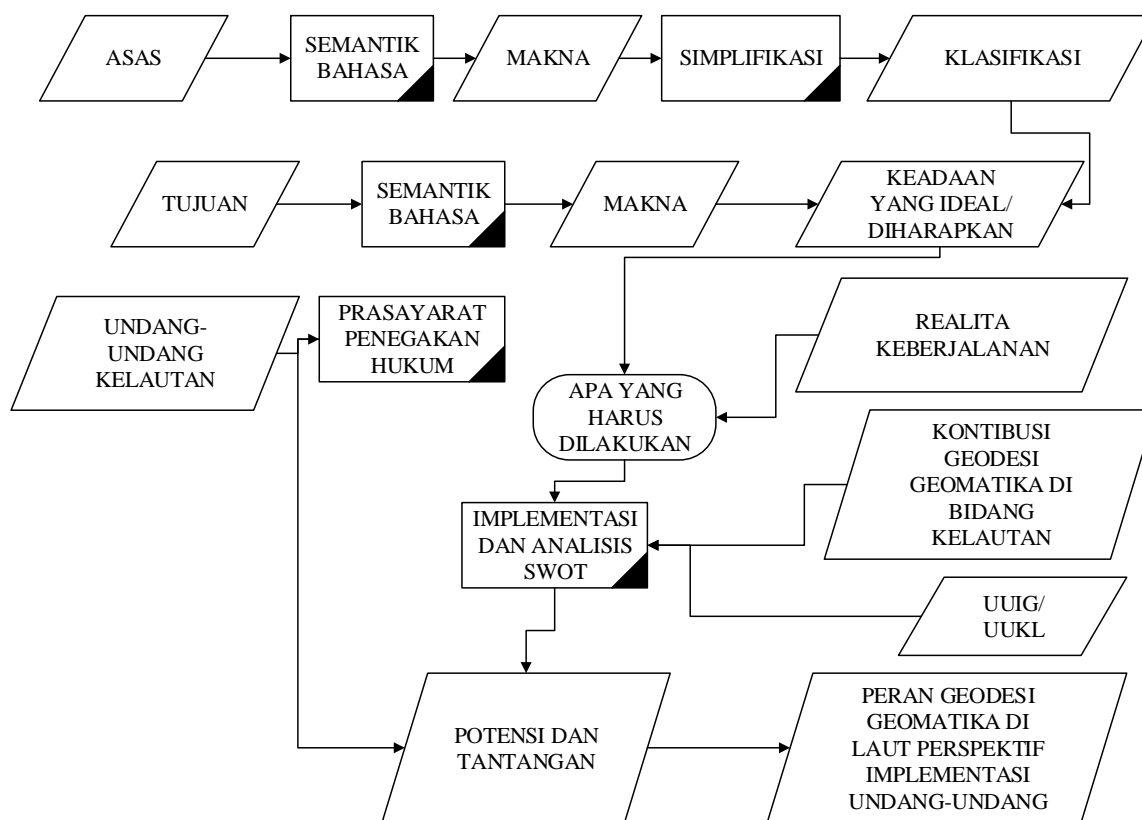 ASAS
SEMANTIK
BAHASA
MAKNA
SIMPLIFIKASI
KLASIFIKASI
TUJUAN
SEMANTIK
BAHASA
MAKNA
KEADAAN
YANG IDEAL/
DIHARAPKAN
UNDANG-
UNDANG
KELAUTAN
PRASAYARAT
PENEGAKAN
HUKUM
REALITA
KEBERJALANAN
APA YANG
HARUS
DILAKUKAN
KONTIBUSI
GEODESI
GEOMATIKA DI
BIDANG
KELAUTAN
IMPLEMENTASI
DAN ANALISIS
SWOT
UUIG/
UUKL
POTENSI DAN
TANTANGAN
PERAN GEODESI
GEOMATIKA DI
LAUT PERSPEKTIF
IMPLEMENTASI
UNDANG-UNDANG